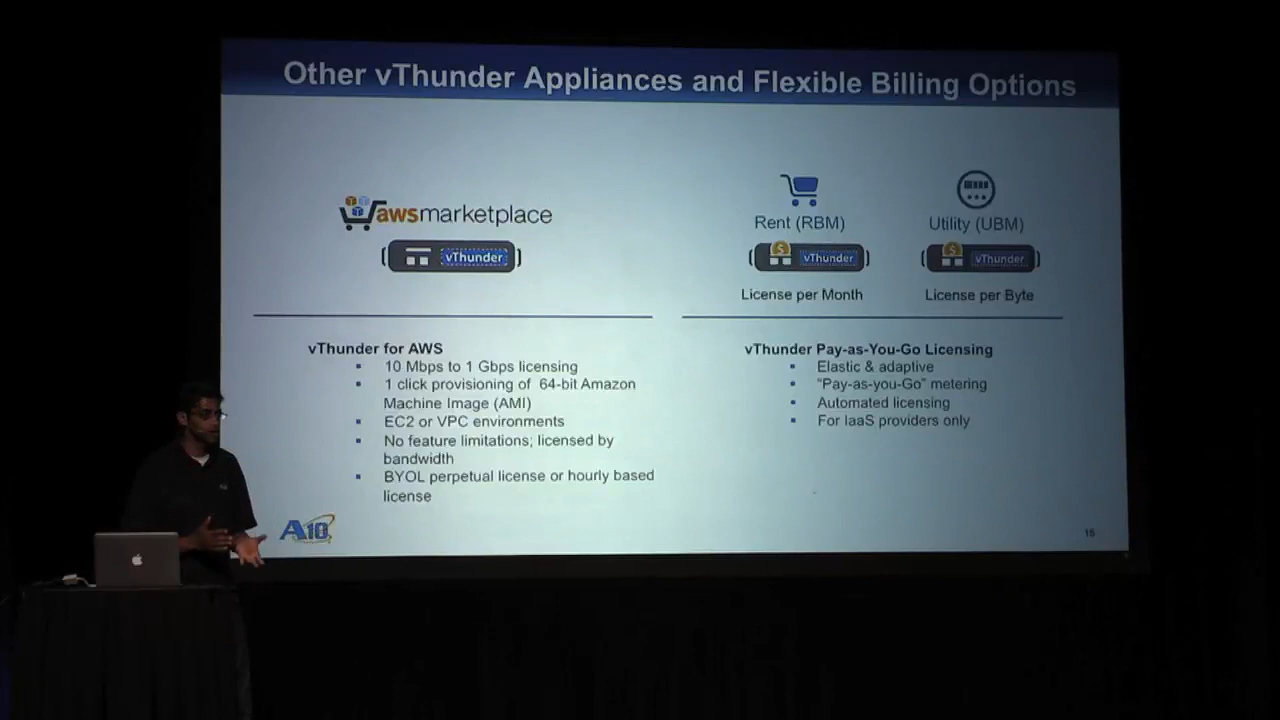 Other vThunder Appliances and Flexible Billing Options
awsmarketplace
vThunder
Rent (RBM)
Utility (UBM)
vThunder
vThunder
License per Month
License per Byte
vThunder for AWS
10 Mbps to 1 Gbps licensing
1 click provisioning of 64-bit Amazon
Machine Image (AMI)
EC2 or VPC environments
No feature limitations; licensed by
bandwidth
BYOL perpetual license or hourly based
license
vThunder Pay-as-You-Go Licensing
Elastic & adaptive
“Pay-as-you-Go” metering
Automated licensing
For IaaS providers only
A10
15